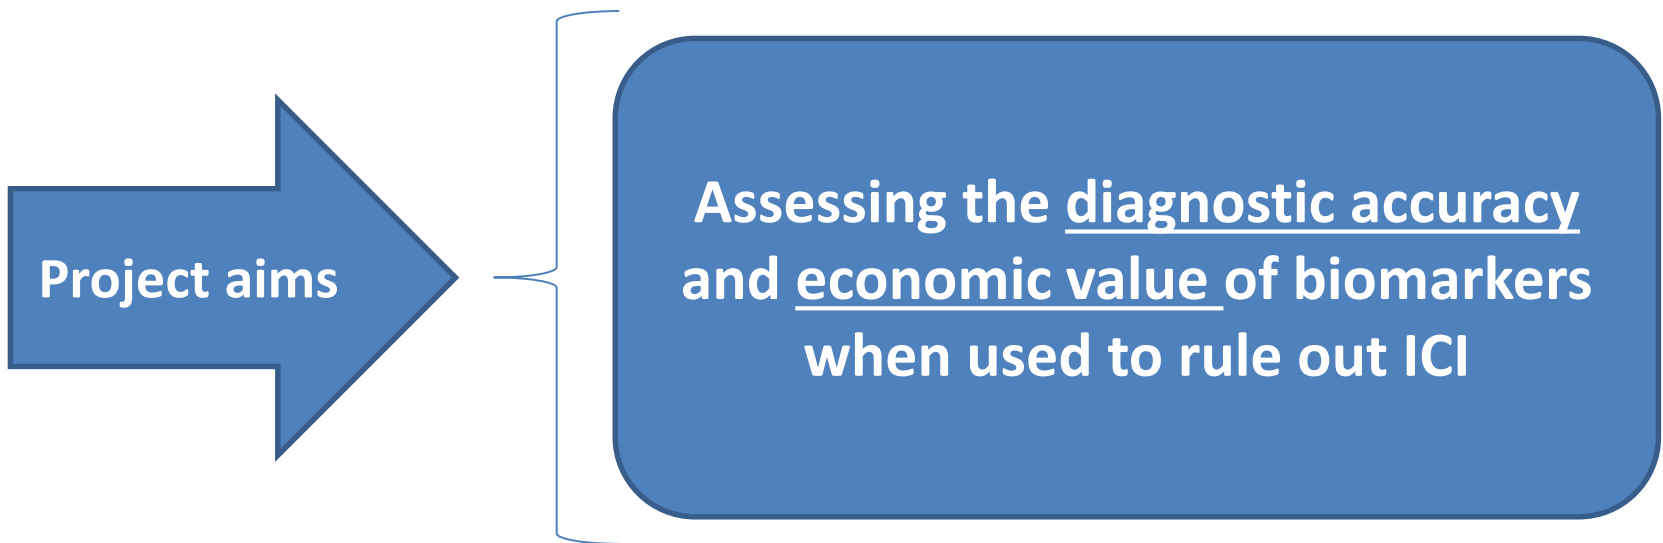 Project aims
Assessing the diagnostic accuracy
and economic value of biomarkers
when used to rule out ICI